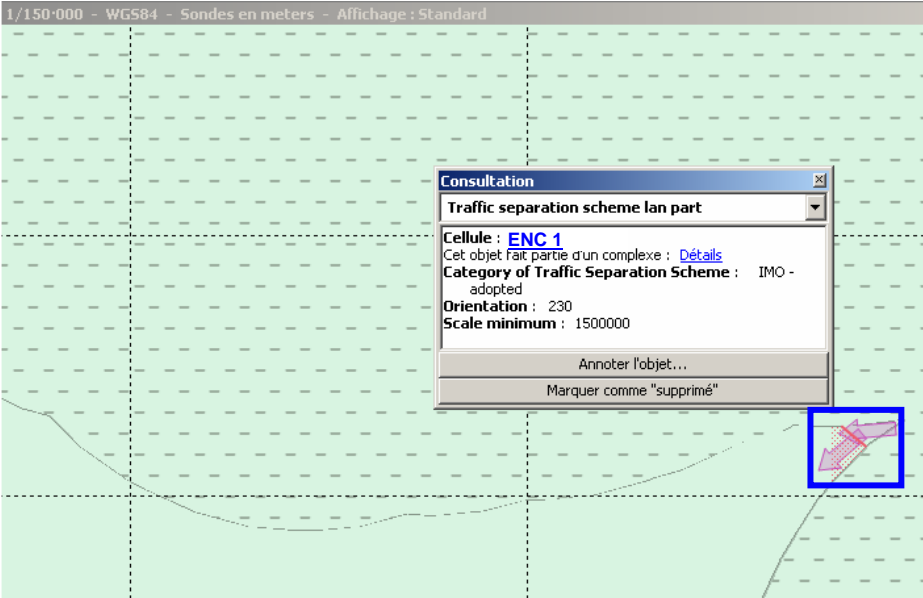 1/150·000 - WGS84 - Sondes en meters - Affichage : Standard
Consultation
Traffic separation scheme lan part
Cellule : ENC 1
Cet objet fait partie d'un complexe : Détails
Category of Traffic Separation Scheme : IMO -
adopted
Orientation : 230
Scale minimum : 1500000
Annoter l'objet...
Marquer comme "supprimé"